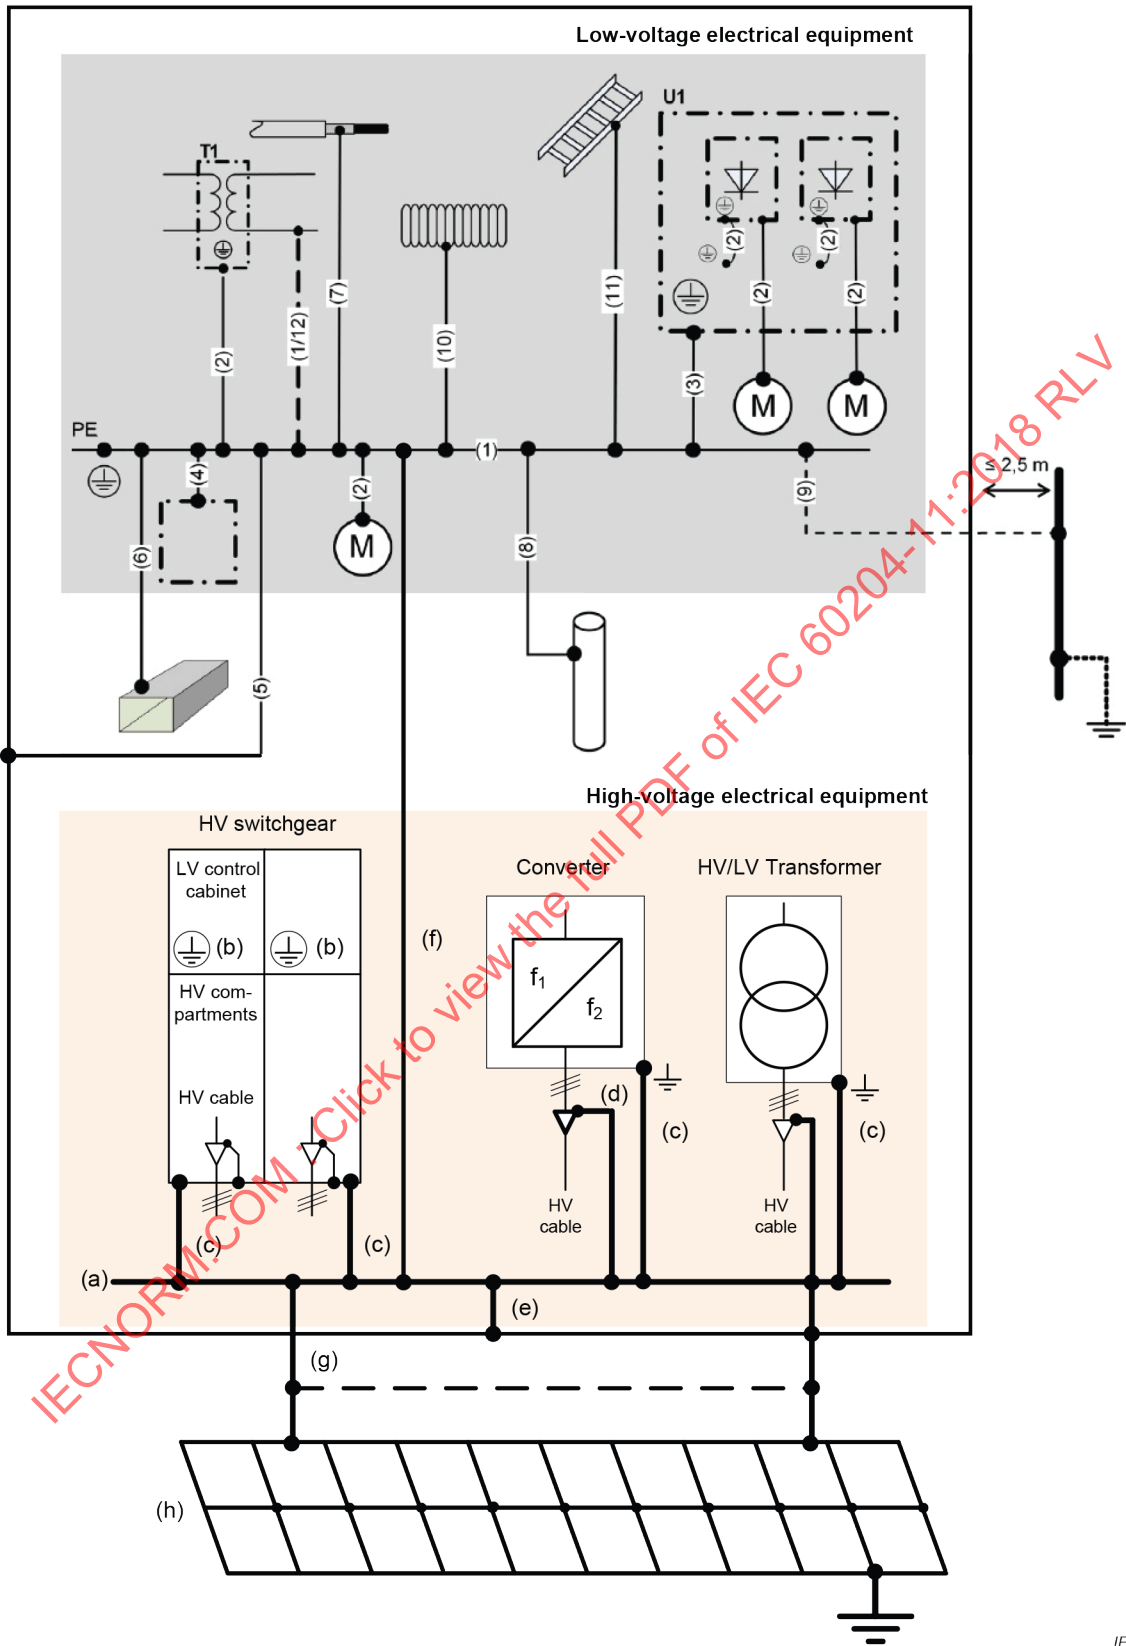 Low-voltage electrical equipment
U1
T1
(2)
(2)
(7)
(11)
(2)
(2)
(1/12)
(10)
(2)
(3)
M
M
PE
(1)
(4)
(2)
(9)
≤ 2,5 m
(6)
M
(8)
(5)
High-voltage electrical equipment
HV switchgear
LV control
cabinet
Converter
HV/LV Transformer
(b)
(b)
(f)
f1
f2
HV com-
partments
HV cable
(d)
(c)
(c)
HV
cable
HV
cable
(c)
(c)
(a)
(e)
(g)
(h)
IECNORM.COM : Click to view the full PDF of IEC 60204-11:2018 RLV